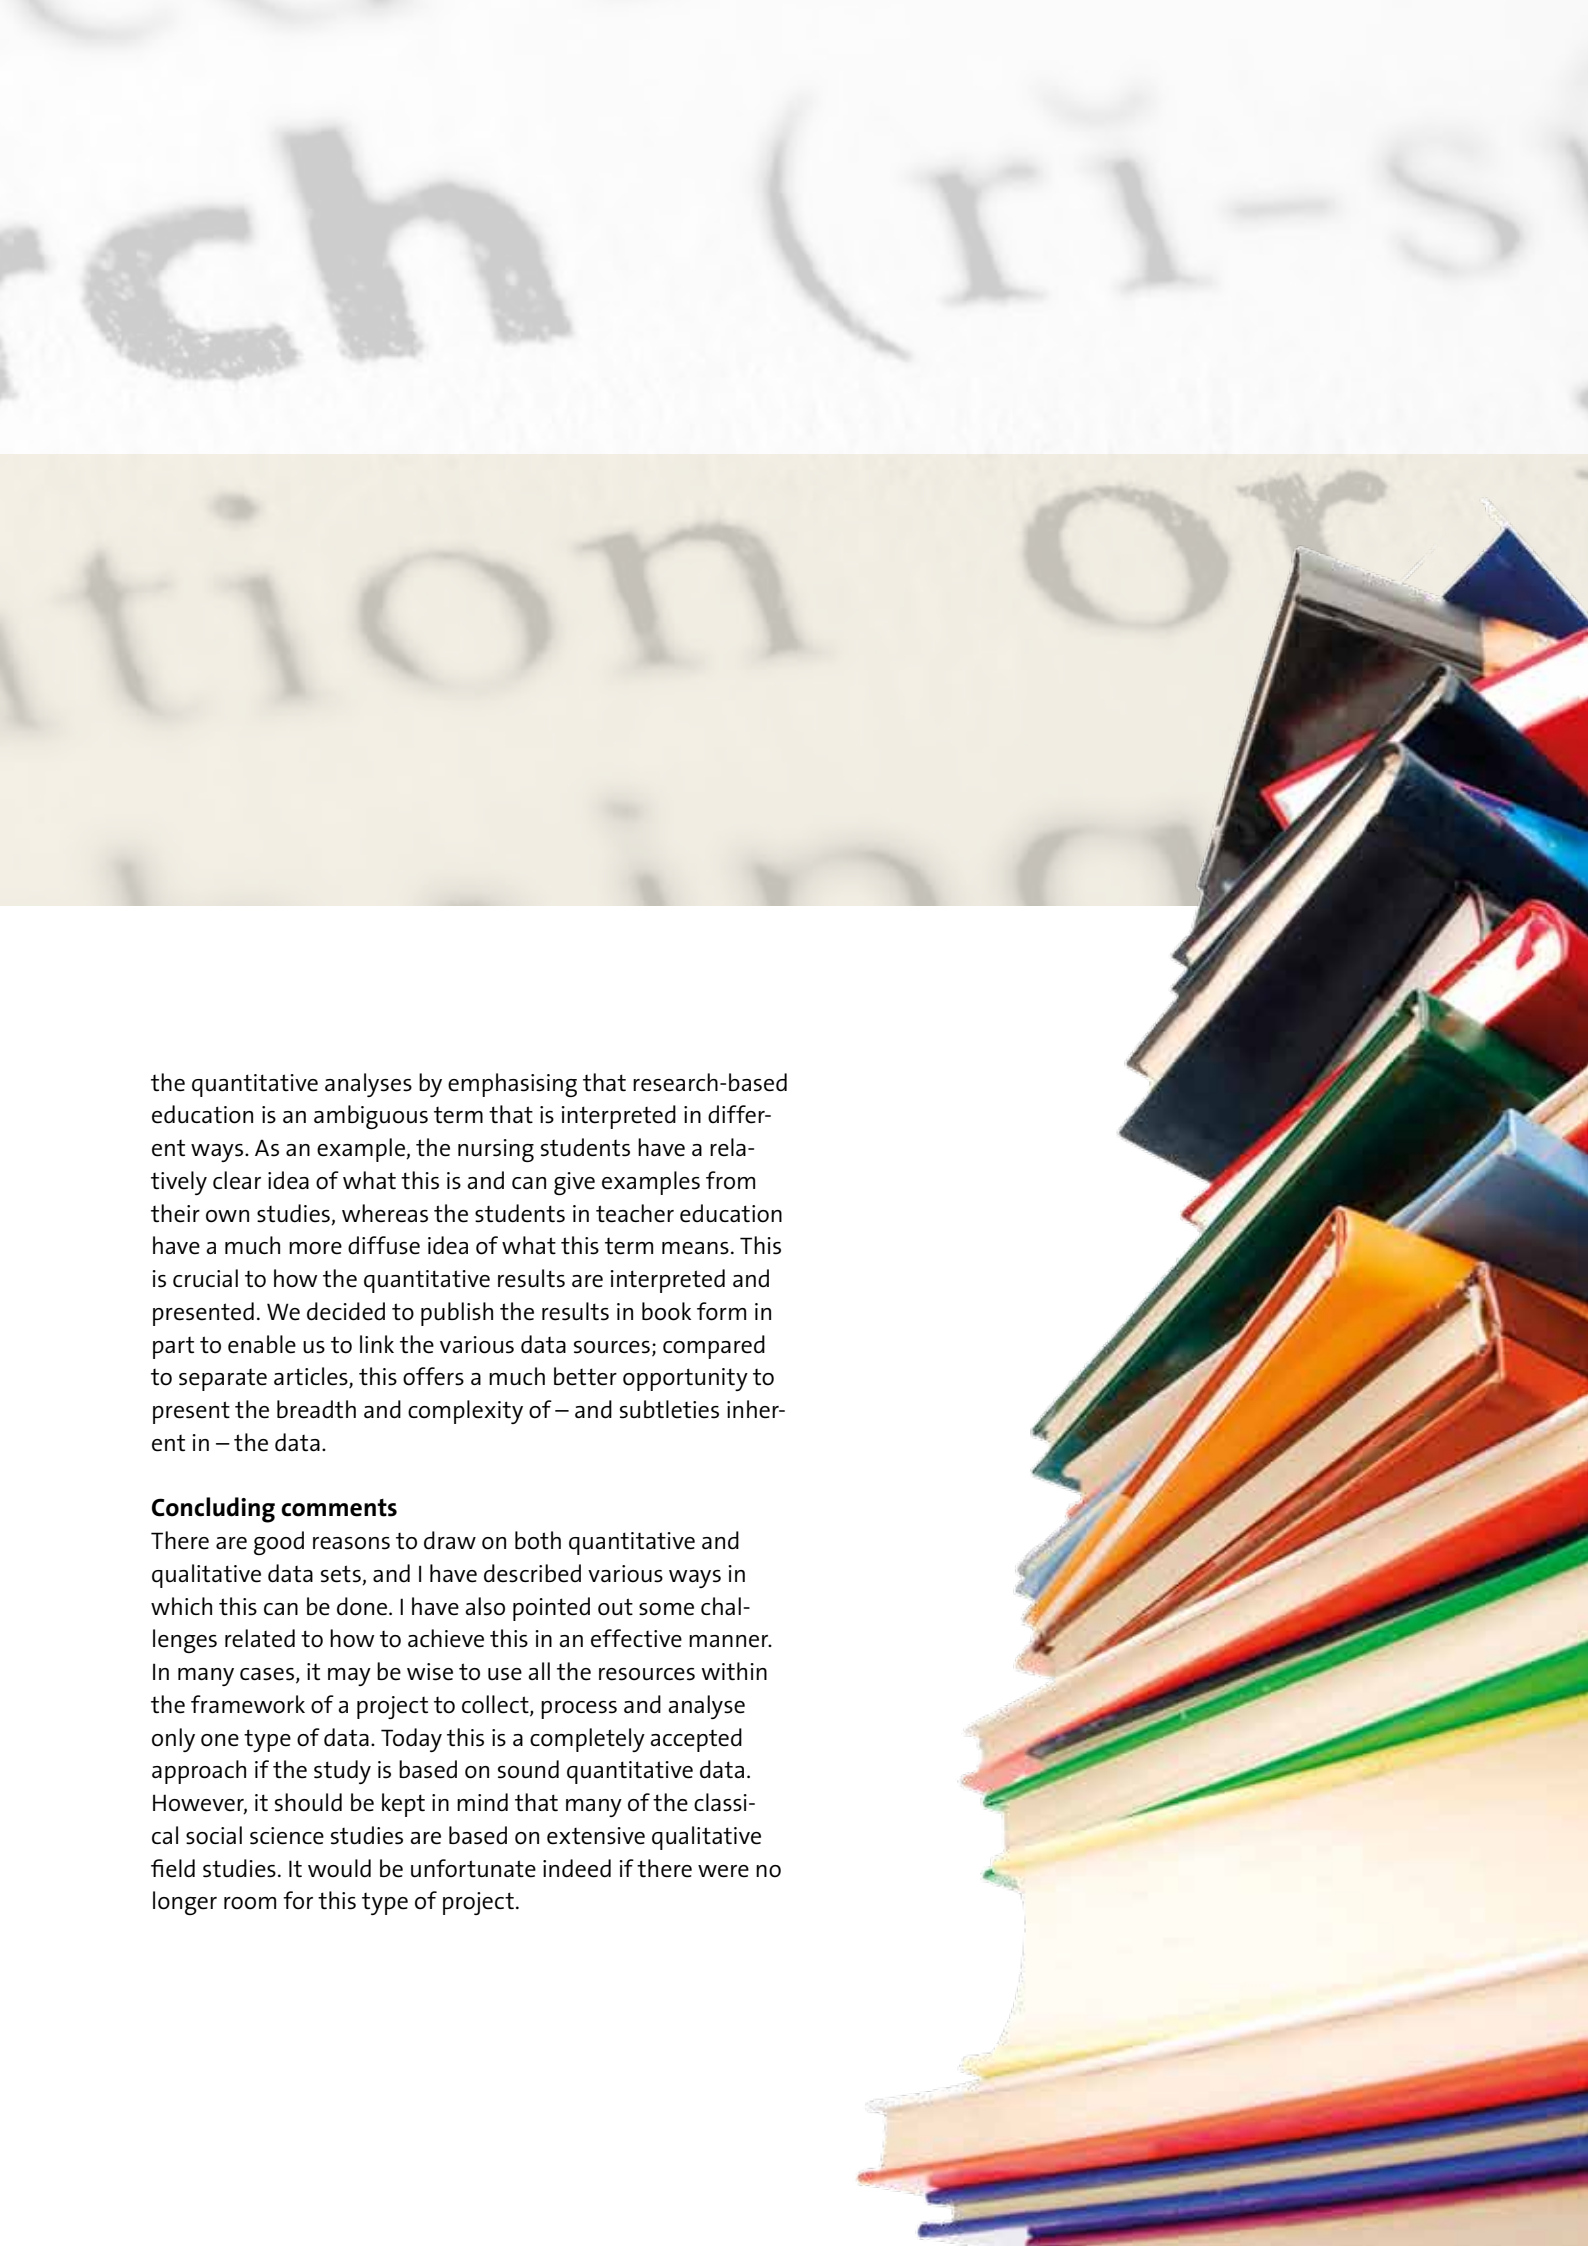 rch (rĭ-s
tion or
the quantitative analyses by emphasising that research-based
education is an ambiguous term that is interpreted in differ-
ent ways. As an example, the nursing students have a rela-
tively clear idea of what this is and can give examples from
their own studies, whereas the students in teacher education
have a much more diffuse idea of what this term means. This
is crucial to how the quantitative results are interpreted and
presented. We decided to publish the results in book form in
part to enable us to link the various data sources; compared
to separate articles, this offers a much better opportunity to
present the breadth and complexity of – and subtleties inher-
ent in – the data.
Concluding comments
There are good reasons to draw on both quantitative and
qualitative data sets, and I have described various ways in
which this can be done. I have also pointed out some chal-
lenges related to how to achieve this in an effective manner.
In many cases, it may be wise to use all the resources within
the framework of a project to collect, process and analyse
only one type of data. Today this is a completely accepted
approach if the study is based on sound quantitative data.
However, it should be kept in mind that many of the classi-
cal social science studies are based on extensive qualitative
field studies. It would be unfortunate indeed if there were no
longer room for this type of project.